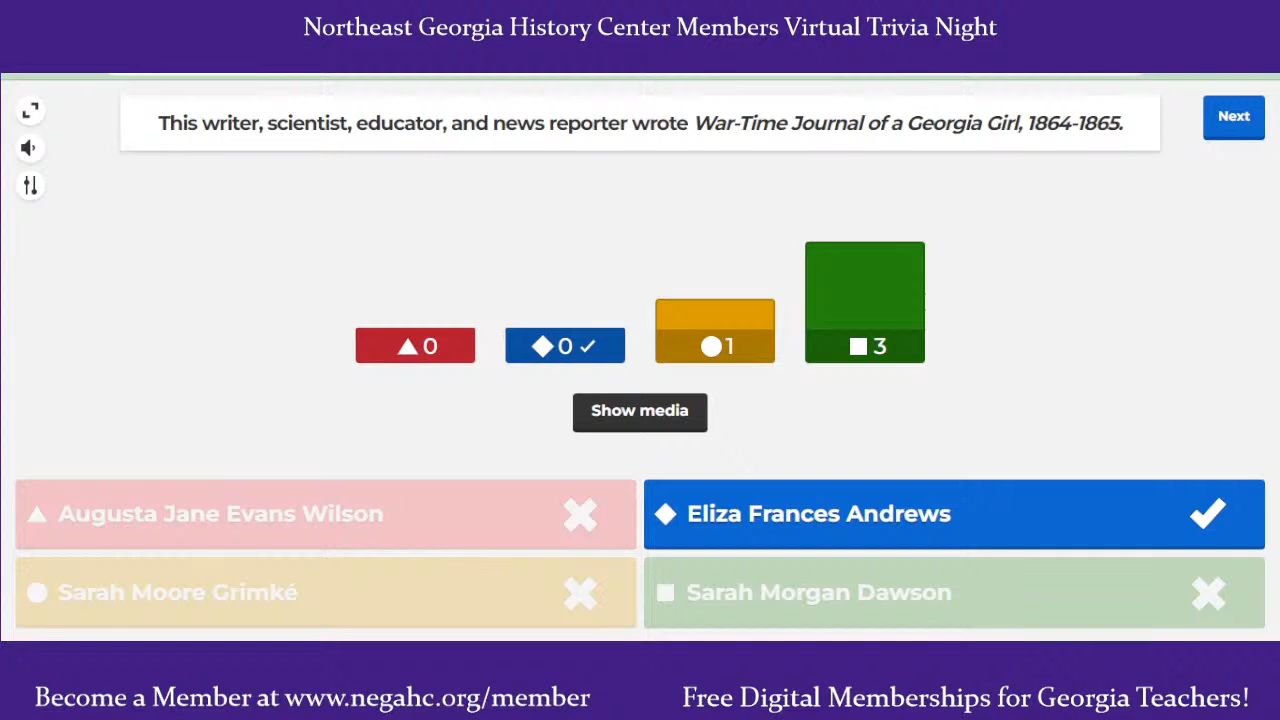 Northeast Georgia History Center Members Virtual Trivia Night
This writer, scientist, educator, and news reporter wrote War-Time Journal of a Georgia Girl, 1864-1865.
Next
0
0
1
3
Show media
Augusta Jane Evans Wilson
Eliza Frances Andrews
Sarah Moore Grimké
Sarah Morgan Dawson
Become a Member at www.negahc.org/member
Free Digital Memberships for Georgia Teachers!